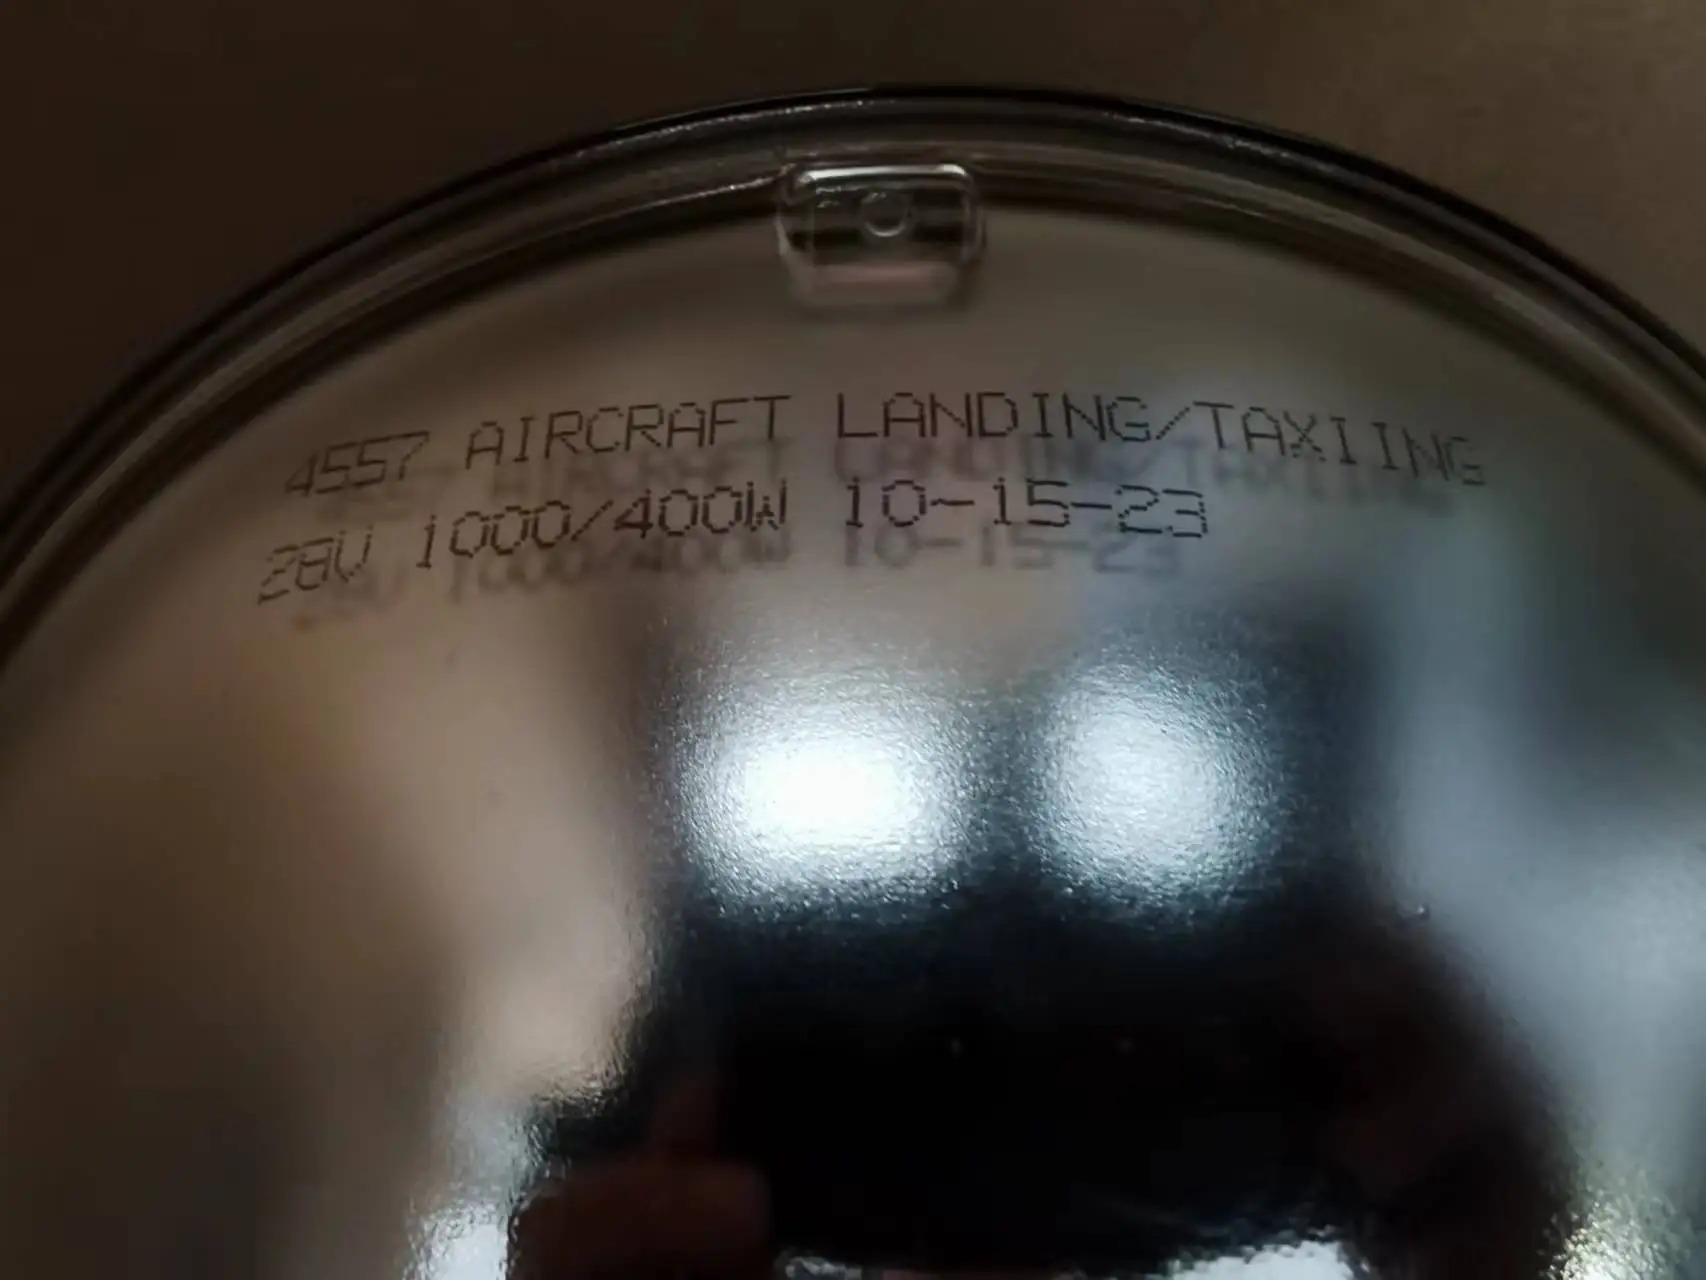 4557 AIRCRAFT LANDING/TAXIING
28V 1000/400W 10-15-23